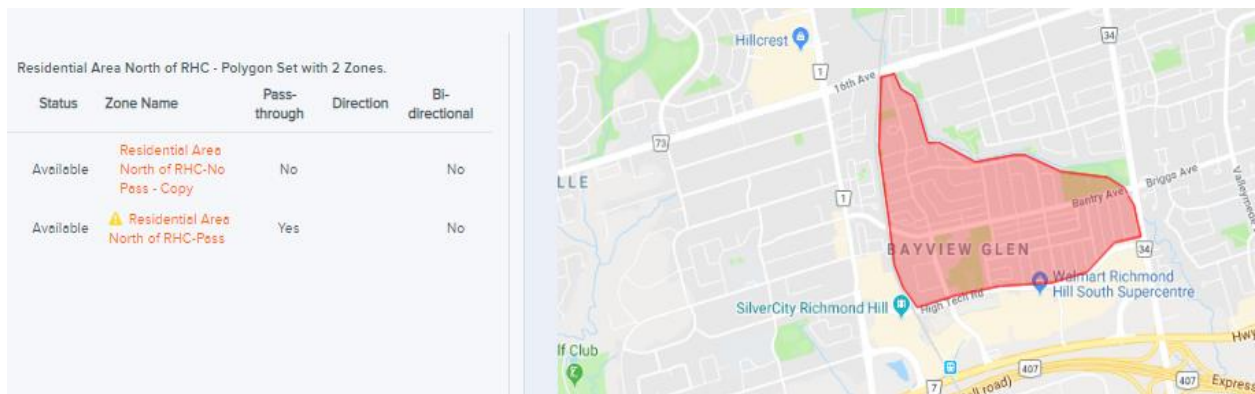 Residential Area North of RHC - Polygon Set with 2 Zones.
Status Zone Name Pass-through Direction Bi-directional
Available
Residential Area
North of RHC-No
Pass - Copy
No
No
Available
Residential Area
North of RHC-Pass
Yes
No
Hillcrest
34
1
16th Ave
73
LLE
1
Briggs Ave
Bantry Ave
Valleymede
34
BAYVIEW GLEN
Walmart Richmond
Hill South Supercentre
SilverCity Richmond Hill
High Tech Rd
Hwy
lf Club
407
407
Express
7
ll road)